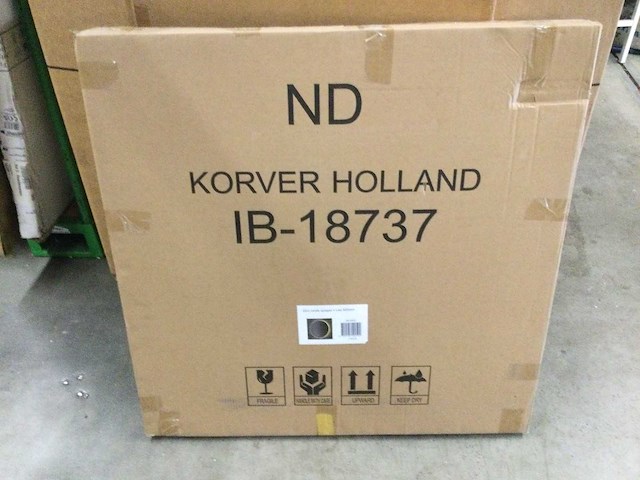 ND
KORVER HOLLAND
IB-18737
FRAGILE
HANDLE WITH CARE
UPWARD
KEEP DRY